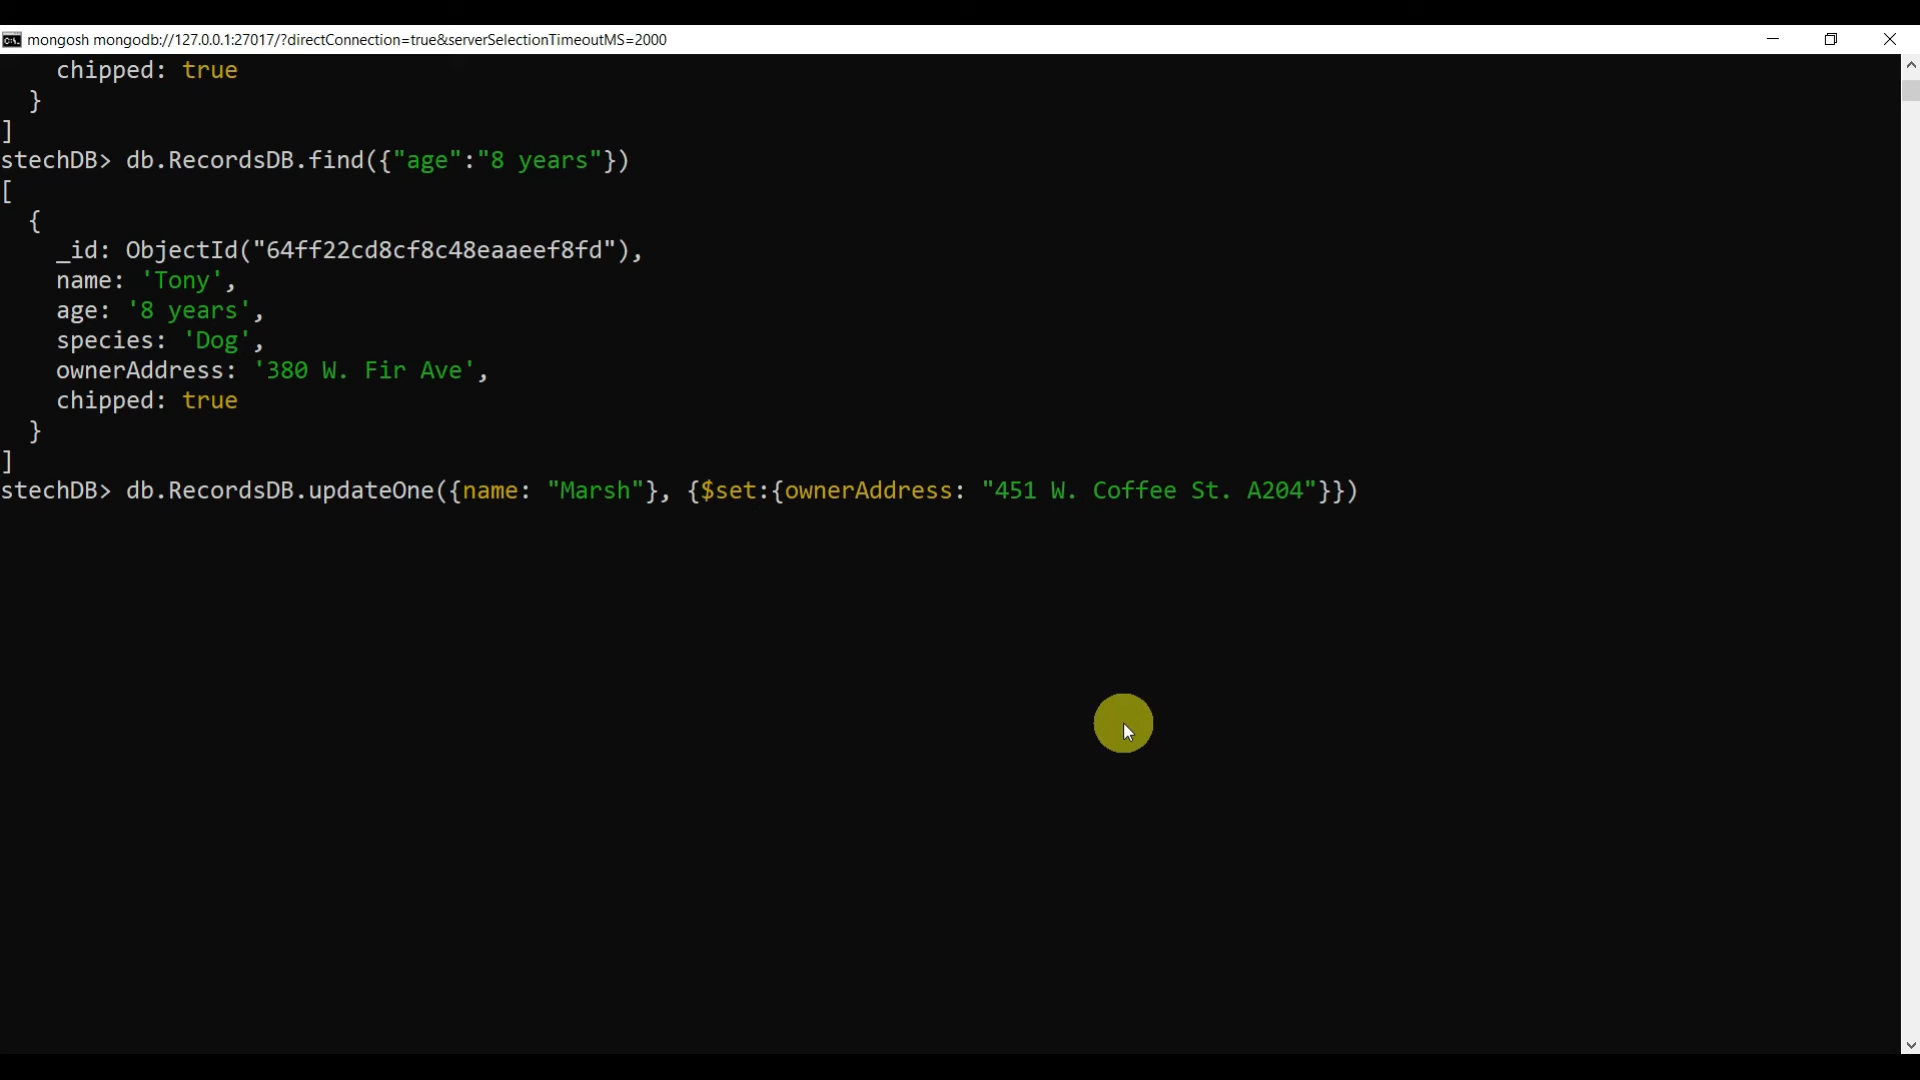 mongosh mongodb://127.0.0.1:27017/?directConnection=true&serverSelectionTimeoutMS=2000
    chipped: true
  }
]
stechDB> db.RecordsDB.find({"age":"8 years"})
[
  {
    _id: ObjectId("64ff22cd8cf8c48eaaeef8fd"),
    name: 'Tony',
    age: '8 years',
    species: 'Dog',
    ownerAddress: '380 W. Fir Ave',
    chipped: true
  }
]
stechDB> db.RecordsDB.updateOne({name: "Marsh"}, {$set:{ownerAddress: "451 W. Coffee St. A204"}})